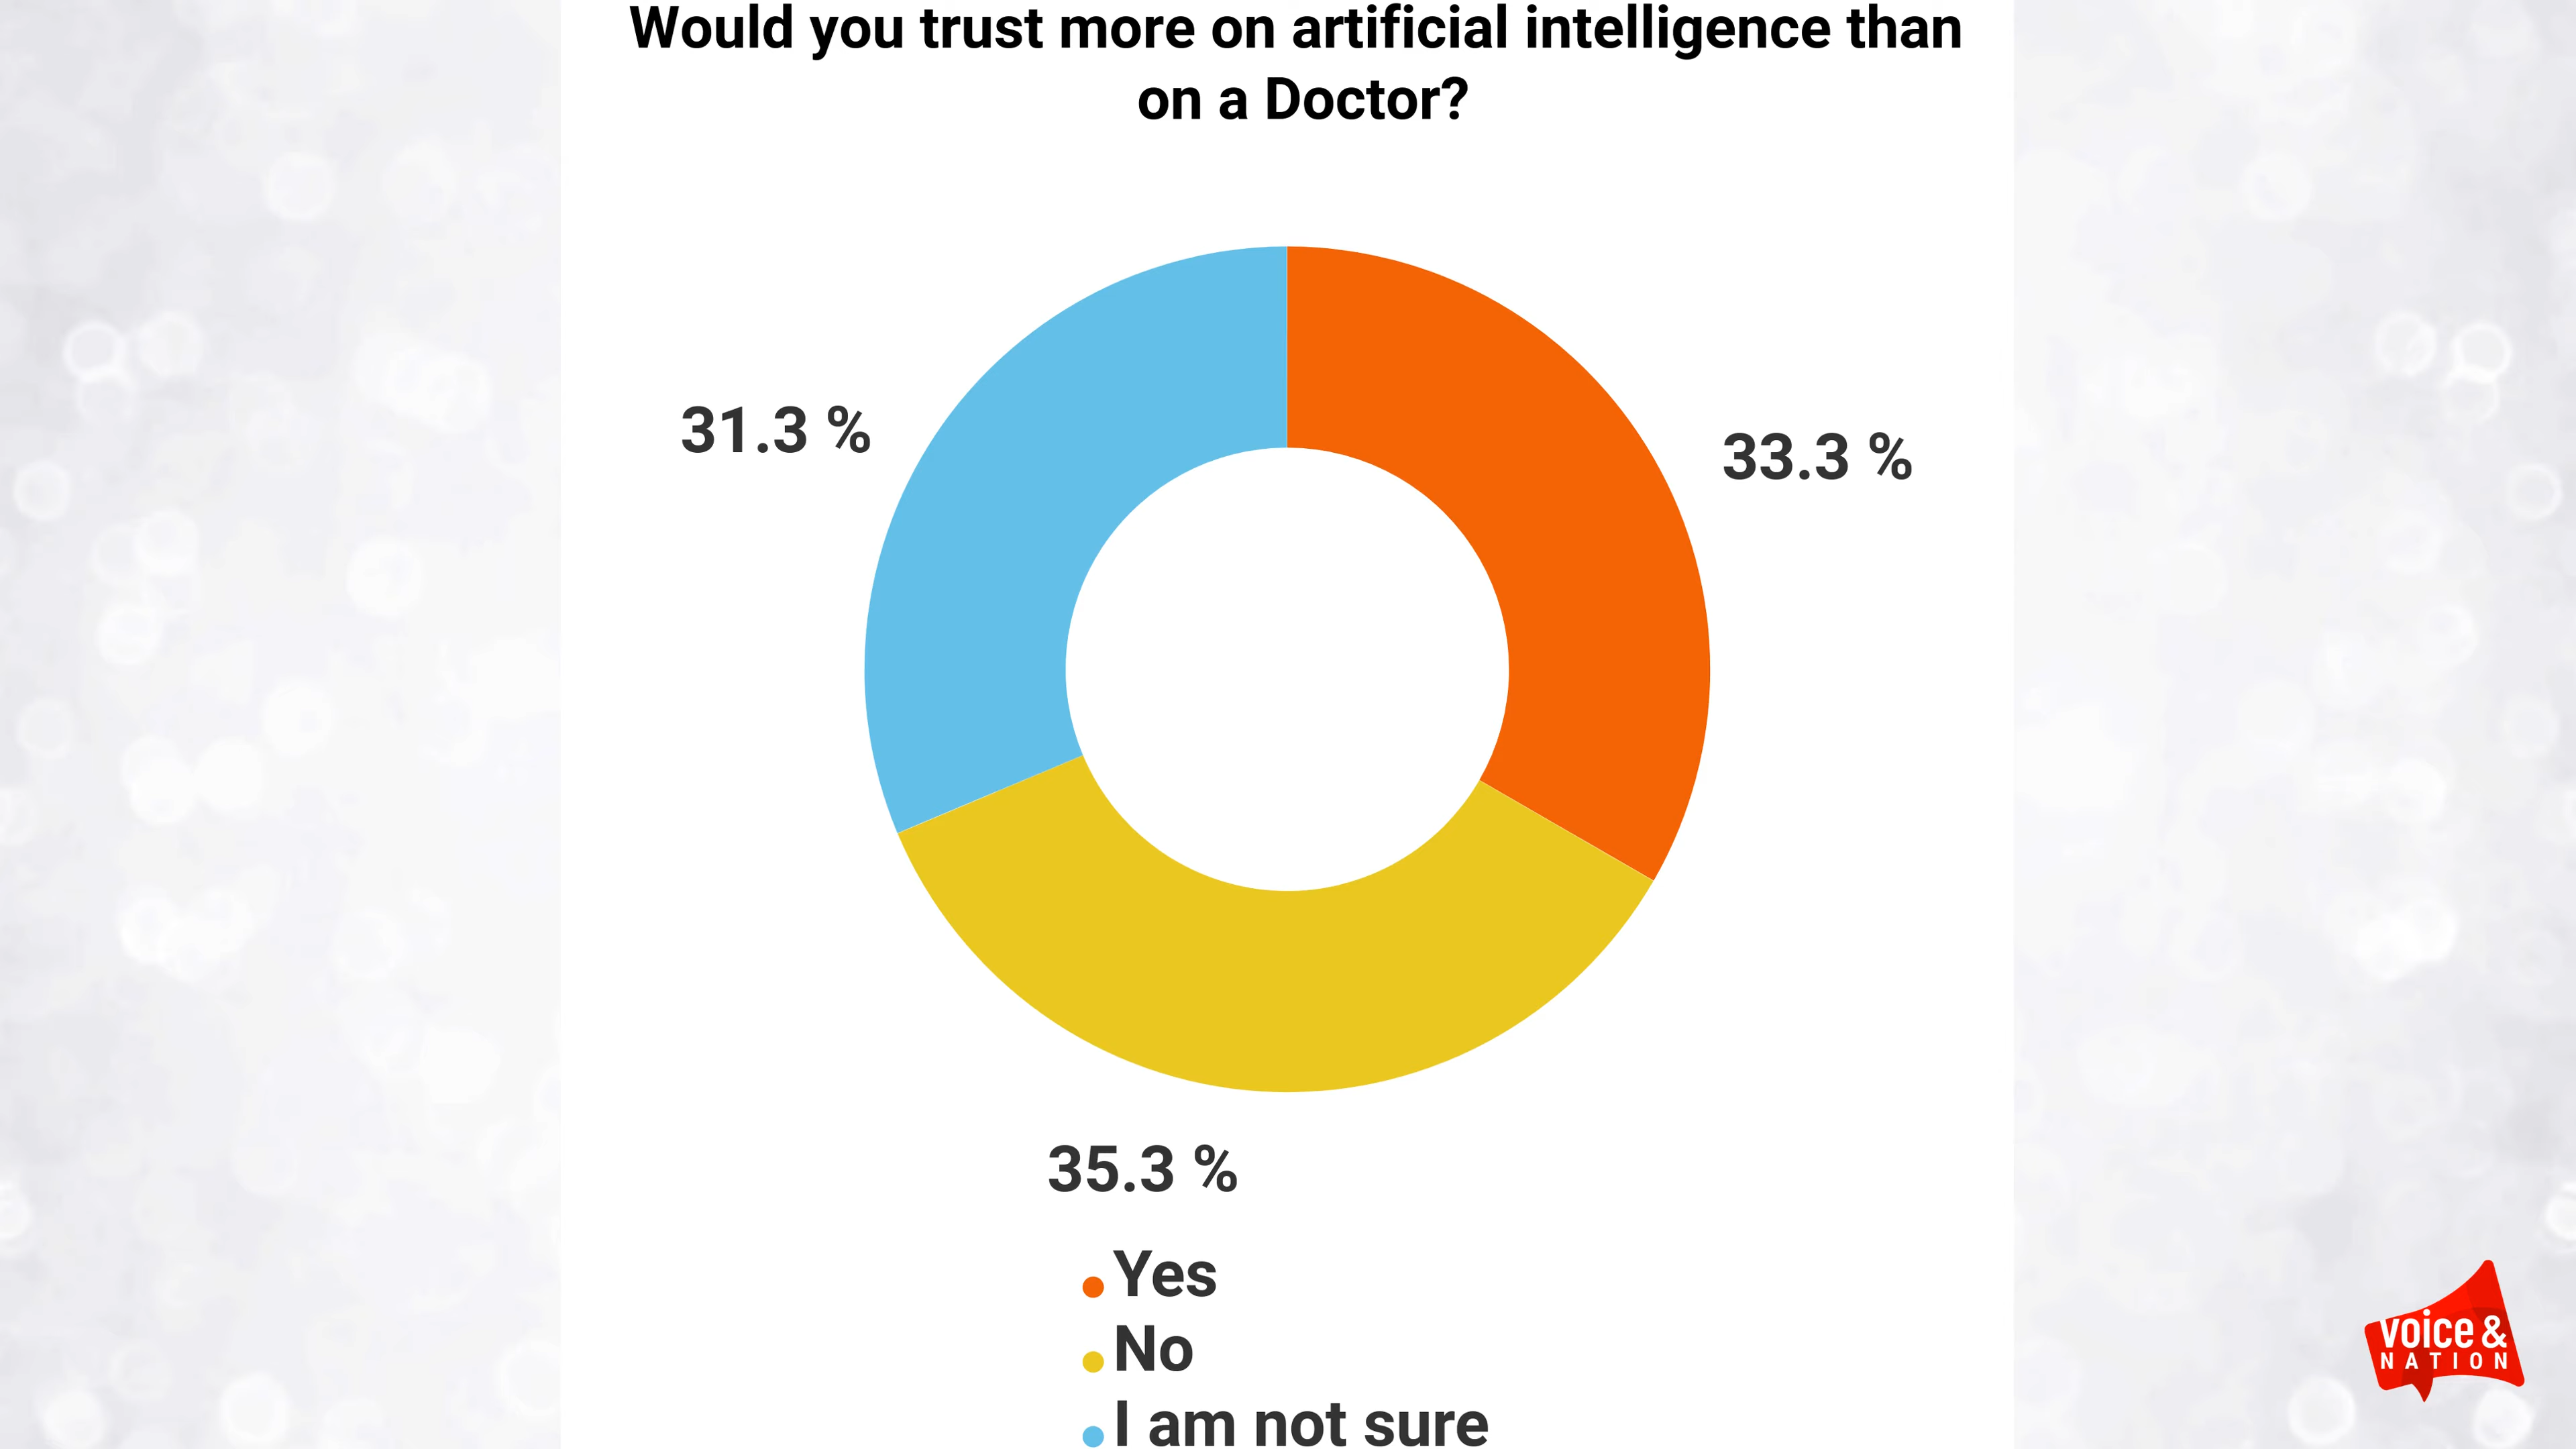 Would you trust more on artificial intelligence than
on a Doctor?
31.3 %
33.3 %
35.3 %
Yes
No
I am not sure
voice &
NATION